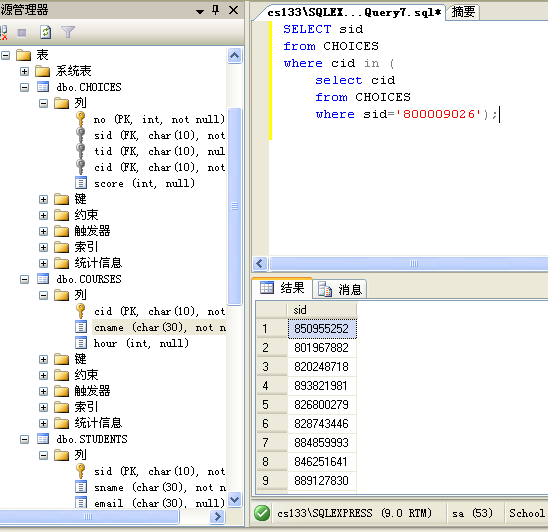 源管理器
表
系统表
dbo.CHOICES
列
no (PK, int, not null)
sid (FK, char(10), not
tid (FK, char(10), nul
cid (FK, char(10), not
score (int, null)
键
约束
触发器
索引
统计信息
dbo.COURSES
列
cid (PK, char(10), not
cname (char(30), not n
hour (int, null)
键
约束
触发器
索引
统计信息
dbo.STUDENTS
列
sid (PK, char(10), not
sname (char(30), not n
email (char(30), null)
cs133\SQLEX...Query7.sql* 摘要
SELECT sid
from CHOICES
where cid in (
select cid
from CHOICES
where sid='800009026');
结果 消息
sid
1 850955252
2 801967882
3 820248718
4 893821981
5 826800279
6 828743446
7 884859993
8 846251641
9 889127830
cs133\SQLEXPRESS (9.0 RTM) sa (53) School